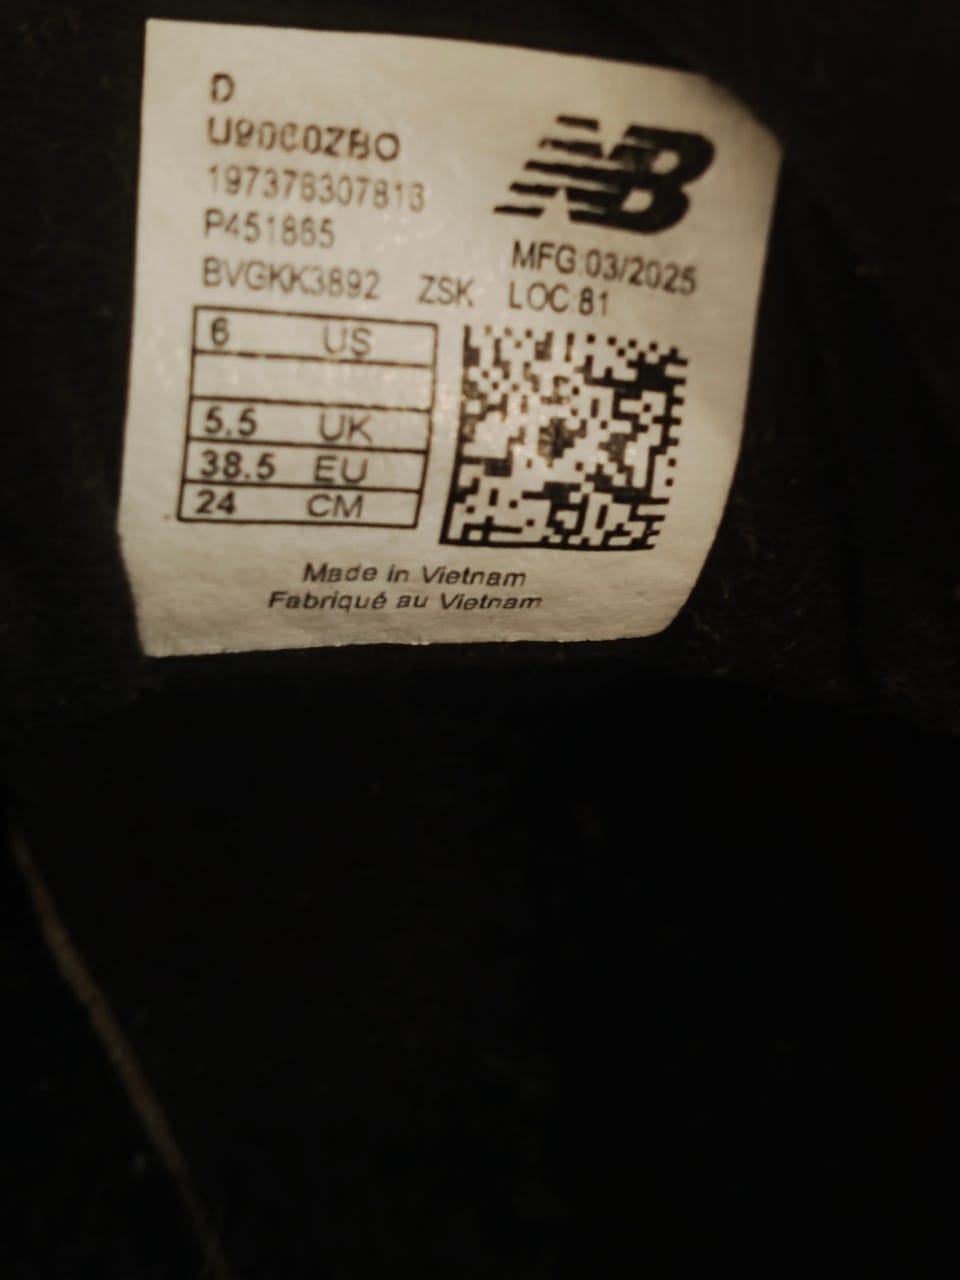 D
U9060ZBO
197376307813
P451865
BVGKK3892 ZSK
NB
MFG:03/2025
LOC:81
6 US
5.5 UK
38.5 EU
24 CM
Made in Vietnam
Fabriqué au Vietnam